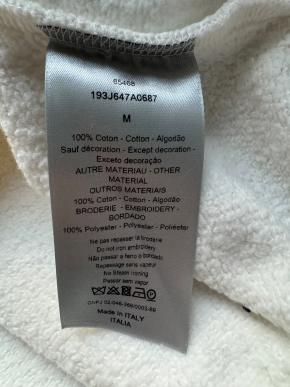 65468
193J647A0687
M
100% Coton - Cotton - Algodão
Sauf décoration - Except decoration -
Exceto decoração
AUTRE MATERIAU - OTHER
MATERIAL
OUTROS MATERIAIS
100% Coton - Cotton - Algodão
BRODERIE - EMBROIDERY -
BORDADO
100% Polyester - Polyester - Poliéster
Ne pas repasser la broderie
Do not iron embroidery
Não passar a ferro o bordado
Repassage sans vapeur
No Steam Ironing
Passar sem vapor
Made in ITALY
ITALIA